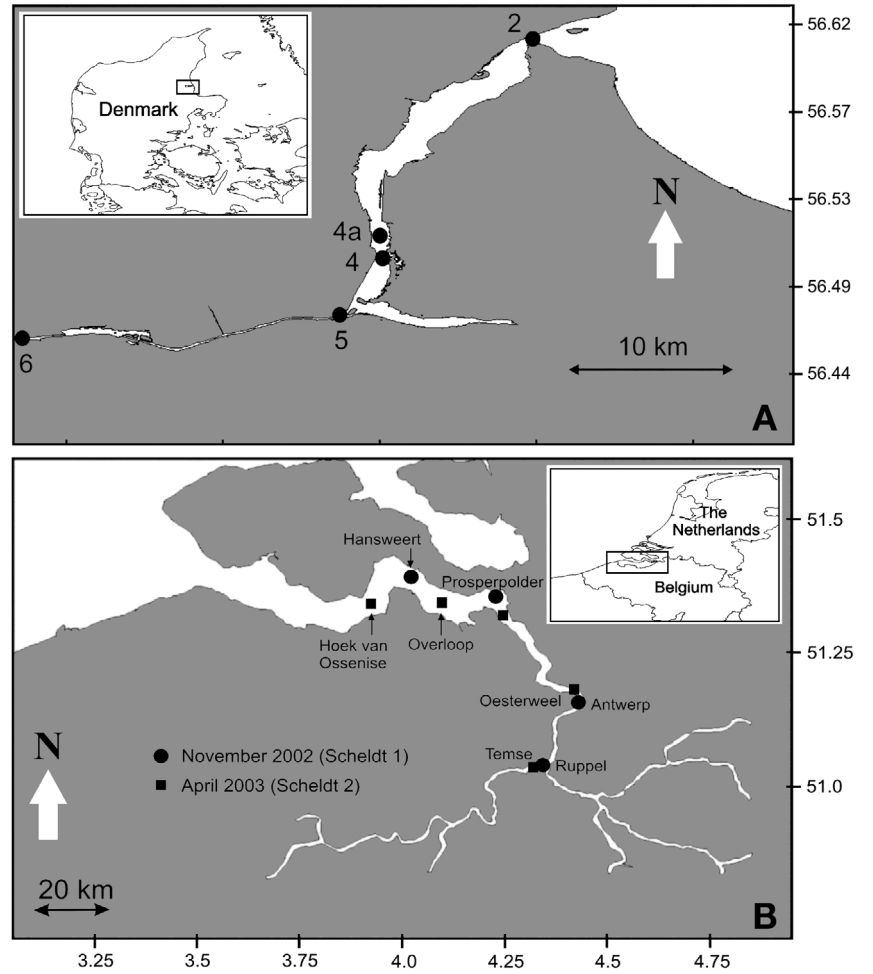 2
56.62
Denmark
56.57
N
56.53
4a
4
56.49
5
6
10 km
56.44
A
The
Netherlands
51.5
Hansweert
Belgium
Prosperpolder
Hoek van
Ossenise
Overloop
51.25
Oesterweel
Antwerp
N
November 2002 (Scheldt 1)
Temse
Ruppel
April 2003 (Scheldt 2)
51.0
20 km
B
3.25
3.5
3.75
4.0
4.25
4.5
4.75